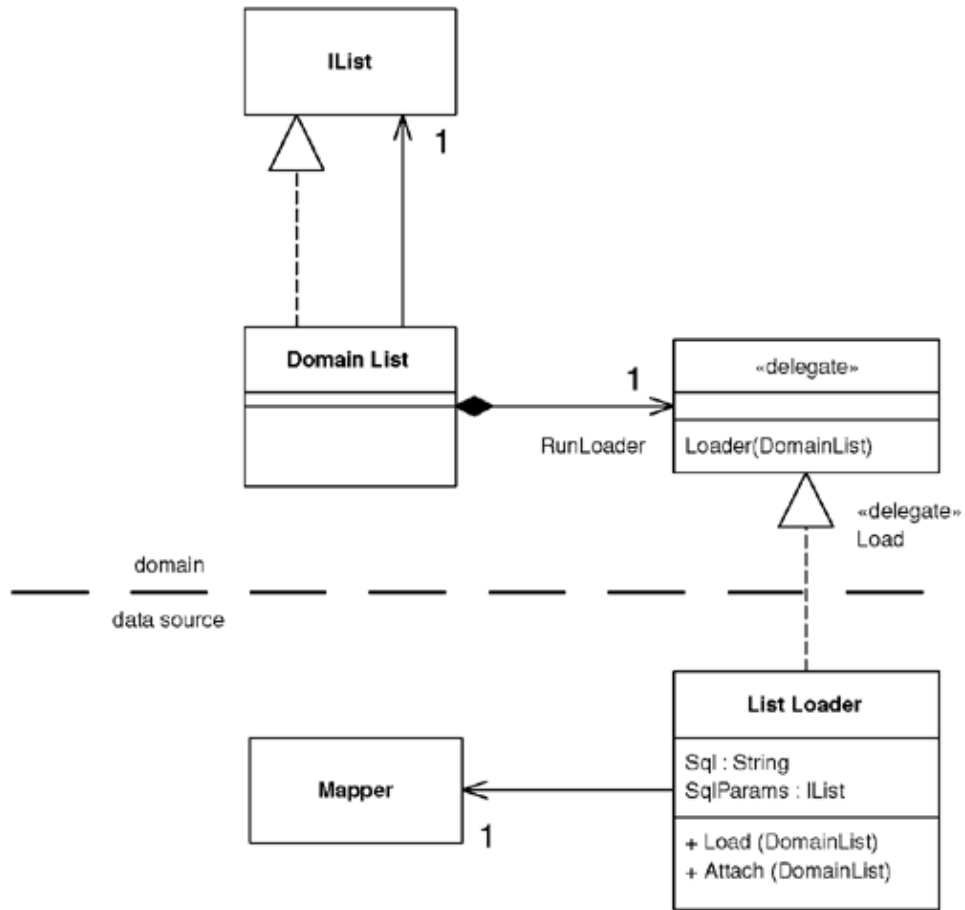 IList
1
Domain List
1
«delegate»
RunLoader
Loader(DomainList)
«delegate»
Load
domain
data source
List Loader
Sql : String
SqlParams : IList
Mapper
1
+ Load (DomainList)
+ Attach (DomainList)